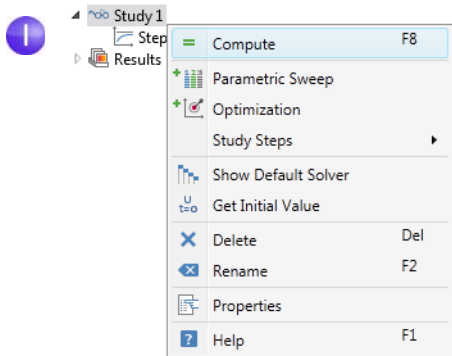 Study 1
Step
Results
Compute F8
Parametric Sweep
Optimization
Study Steps
Show Default Solver
U
t=0
Get Initial Value
Delete Del
Rename F2
Properties
? Help F1